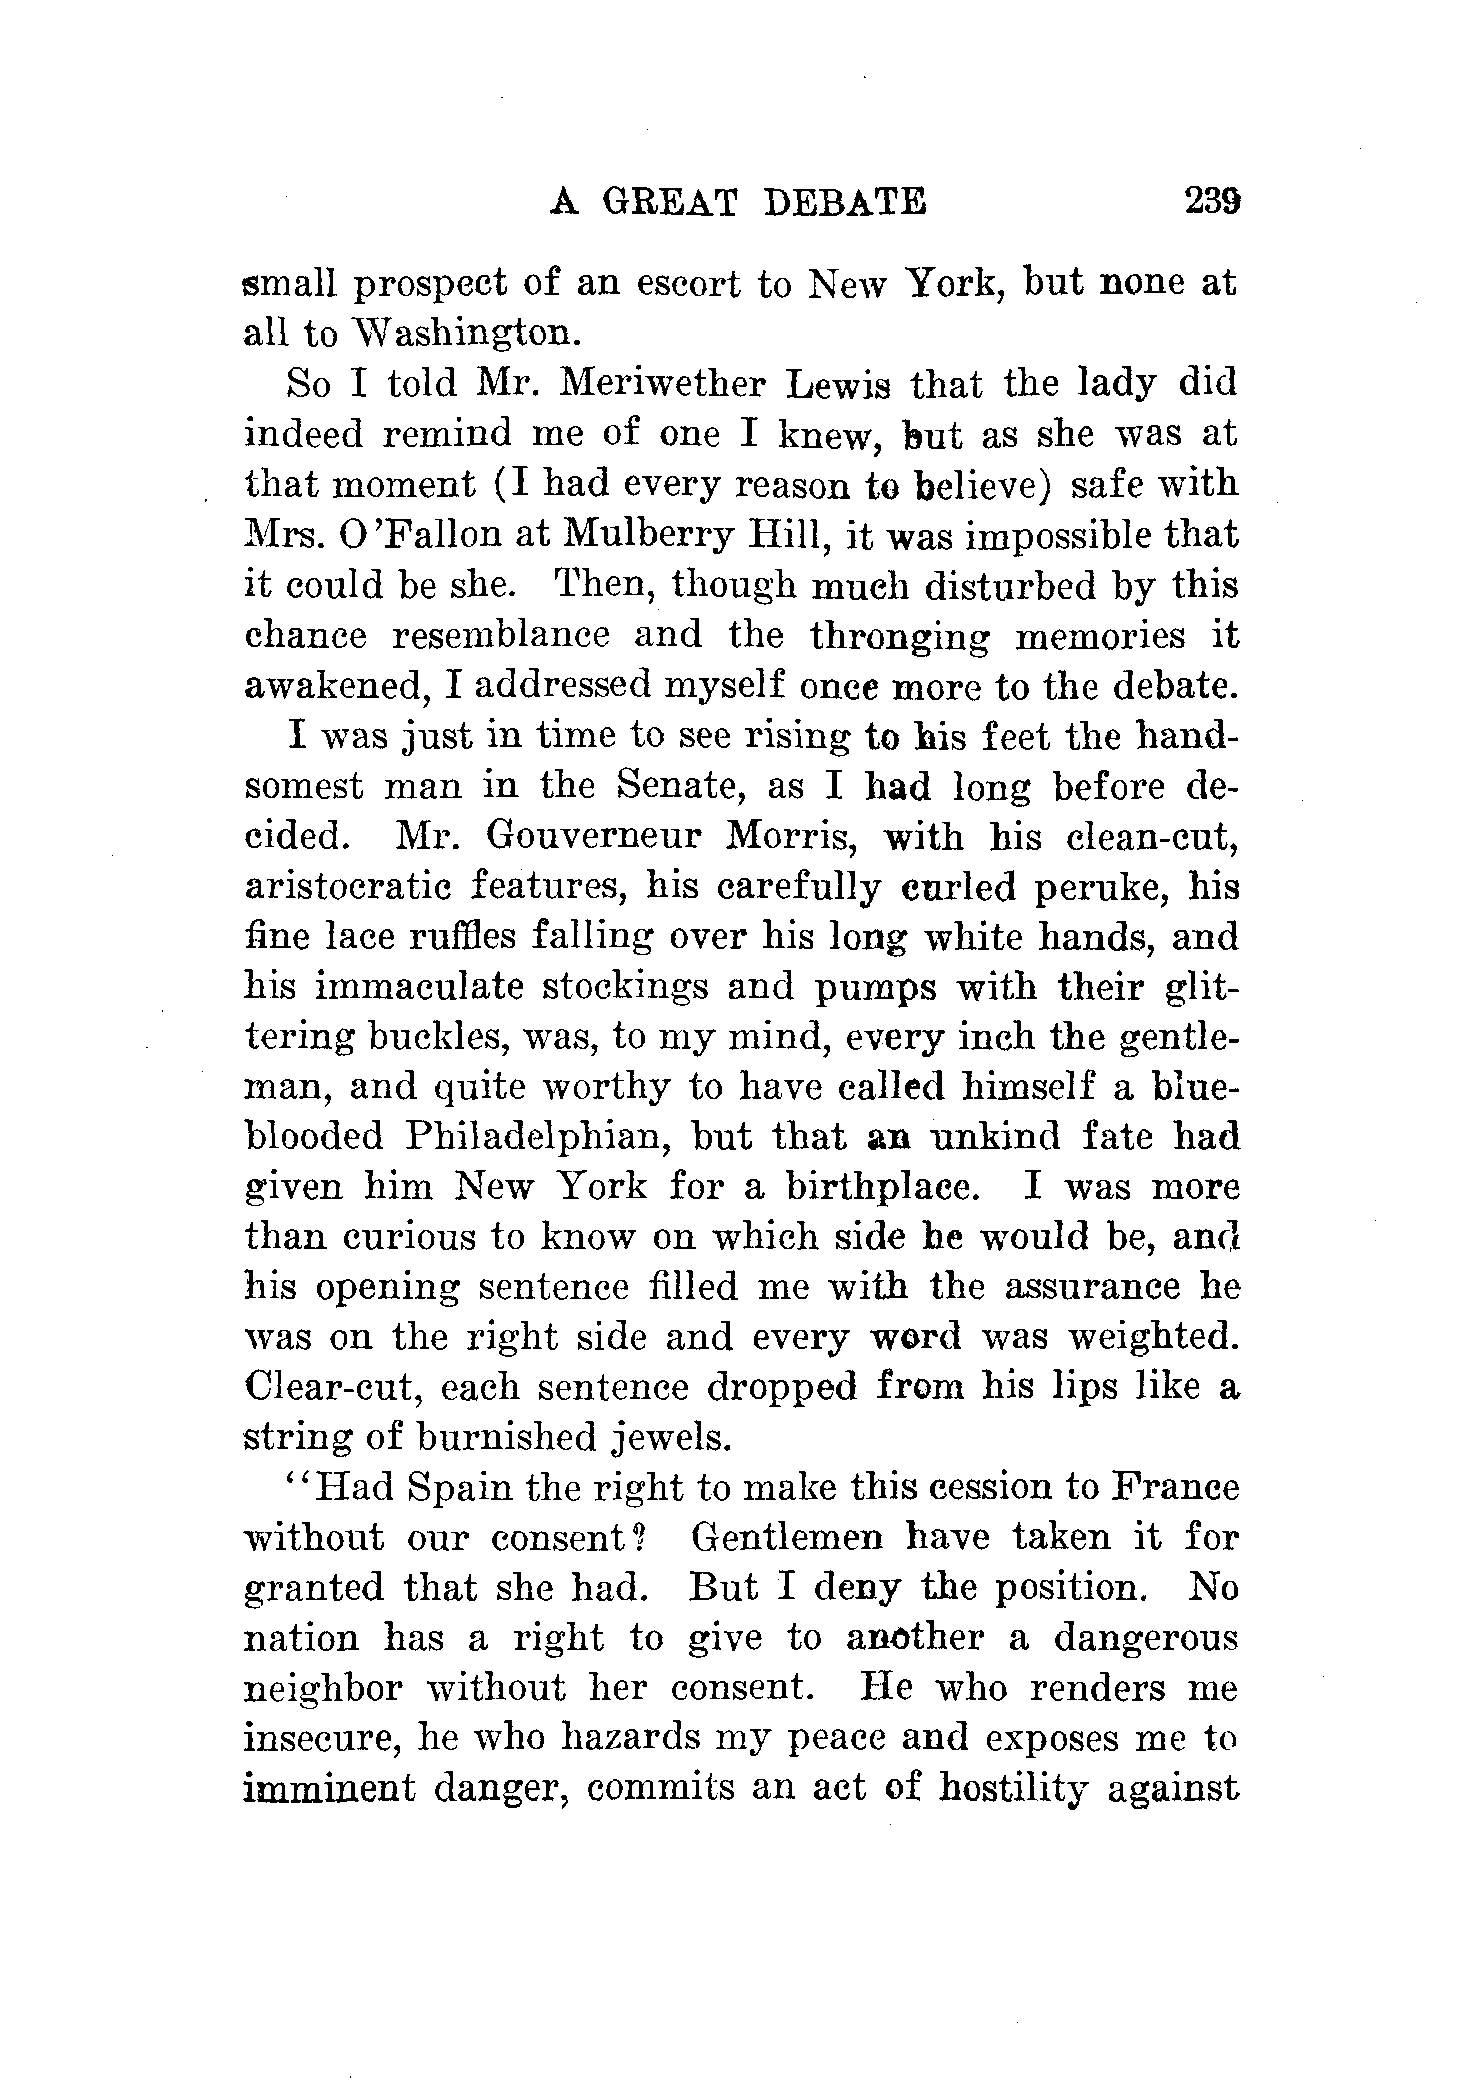 A GREAT DEBATE 239
small prospect of an escort to New York, but none at
all to Washington.
So I told Mr. Meriwether Lewis that the lady did
indeed remind me of one I knew, but as she was at
that moment (I had every reason to believe) safe with
Mrs. O'Fallon at Mulberry Hill, it was impossible that
it could be she. Then, though much disturbed by this
chance resemblance and the thronging memories it
awakened, I addressed myself once more to the debate.
I was just in time to see rising to his feet the hand-
somest man in the Senate, as I had long before de-
cided. Mr. Gouverneur Morris, with his clean-cut,
aristocratic features, his carefully curled peruke, his
fine lace ruffles falling over his long white hands, and
his immaculate stockings and pumps with their glit-
tering buckles, was, to my mind, every inch the gentle-
man, and quite worthy to have called himself a blue-
blooded Philadelphian, but that an unkind fate had
given him New York for a birthplace. I was more
than curious to know on which side he would be, and
his opening sentence filled me with the assurance he
was on the right side and every word was weighted.
Clear-cut, each sentence dropped from his lips like a
string of burnished jewels.
"Had Spain the right to make this cession to France
without our consent? Gentlemen have taken it for
granted that she had. But I deny the position. No
nation has a right to give to another a dangerous
neighbor without her consent. He who renders me
insecure, he who hazards my peace and exposes me to
imminent danger, commits an act of hostility against